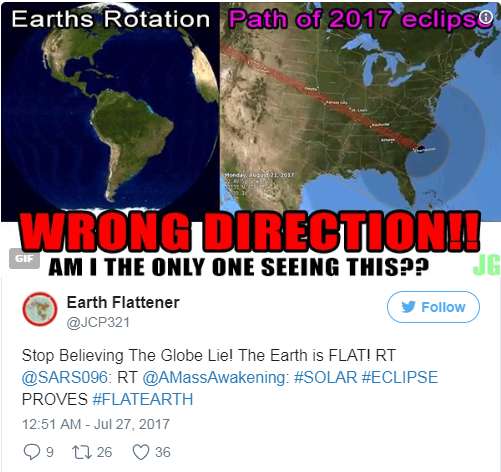 Earths Rotation
Path of 2017 eclipse
Monday, August 21, 2017
WRONG DIRECTION!!
GIF
AM I THE ONLY ONE SEEING THIS??
JG
Earth Flattener
@JCP321
Follow
Stop Believing The Globe Lie! The Earth is FLAT! RT
@SARS096: RT @AMassAwakening: #SOLAR #ECLIPSE
PROVES #FLATEARTH
12:51 AM - Jul 27, 2017
9 26 36